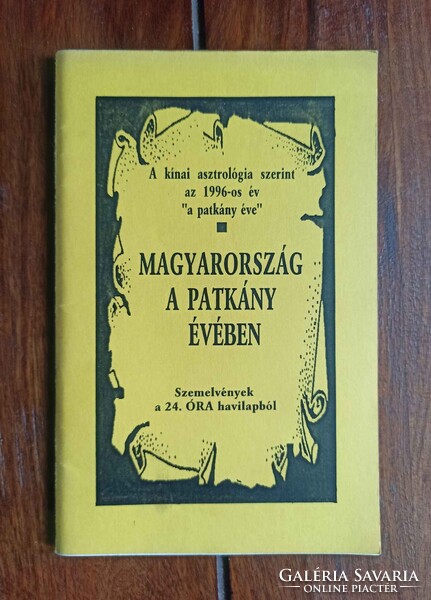 A kínai asztrológia szerint
az 1996-os év
"a patkány éve"
MAGYARORSZÁG
A PATKÁNY
ÉVÉBEN
Szemelvények
a 24. ÓRA havilapból
GALÉRIA SAVARIA
ONLINE PIACTÉR